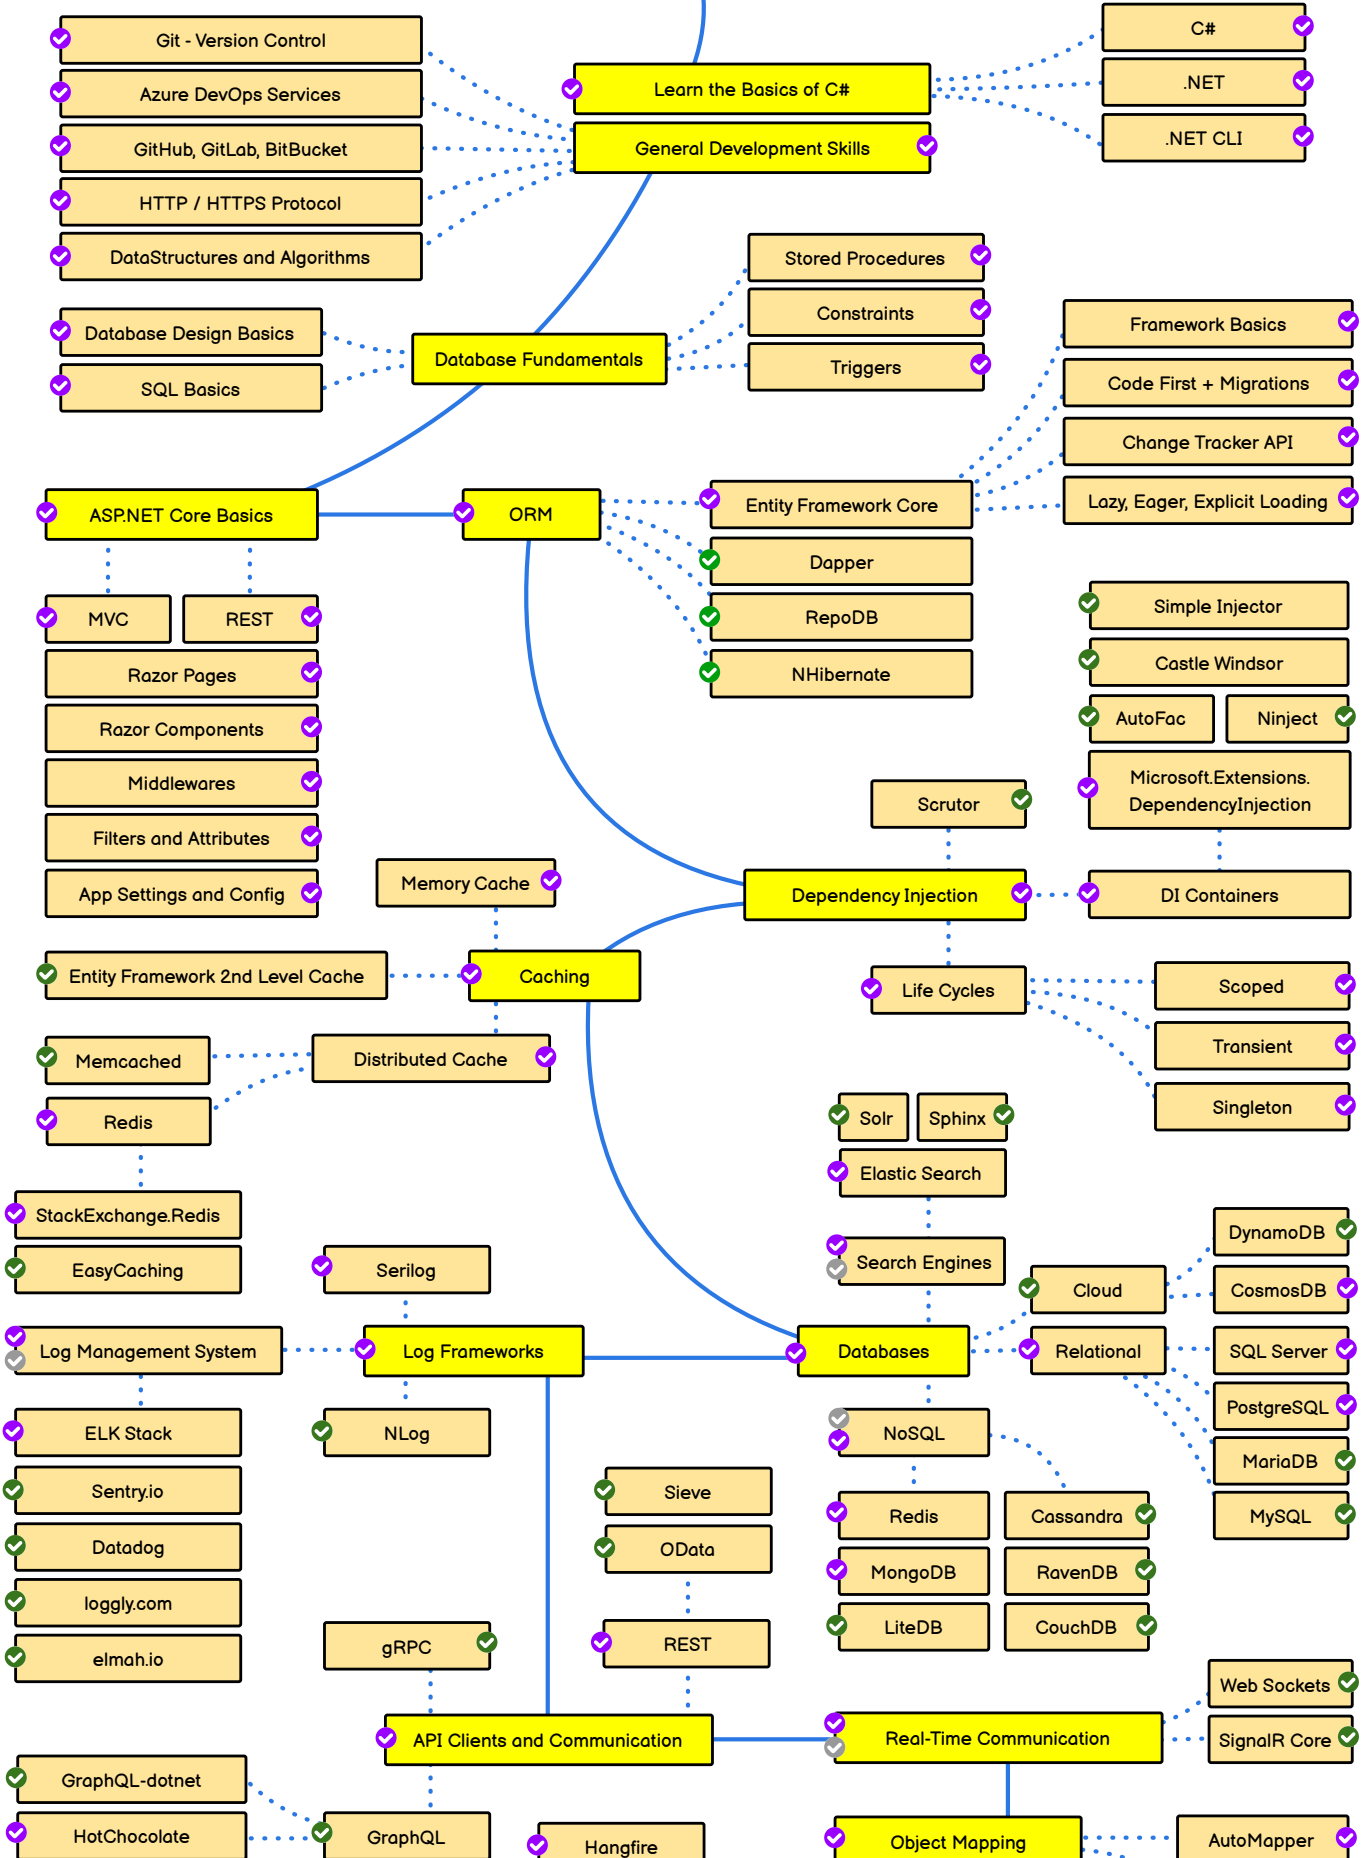 Git - Version Control
Azure DevOps Services
GitHub, GitLab, BitBucket
HTTP / HTTPS Protocol
DataStructures and Algorithms
Learn the Basics of C#
General Development Skills
C#
.NET
.NET CLI
Database Design Basics
SQL Basics
Database Fundamentals
Stored Procedures
Constraints
Triggers
Framework Basics
Code First + Migrations
Change Tracker API
Lazy, Eager, Explicit Loading
ASP.NET Core Basics
ORM
Entity Framework Core
Dapper
RepoDB
NHibernate
MVC
REST
Razor Pages
Razor Components
Middlewares
Filters and Attributes
App Settings and Config
Simple Injector
Castle Windsor
AutoFac
Ninject
Microsoft.Extensions.
DependencyInjection
Scrutor
Dependency Injection
DI Containers
Memory Cache
Caching
Entity Framework 2nd Level Cache
Distributed Cache
Memcached
Redis
StackExchange.Redis
EasyCaching
Life Cycles
Scoped
Transient
Singleton
Solr
Sphinx
Elastic Search
Search Engines
Cloud
DynamoDB
CosmosDB
Databases
Relational
SQL Server
PostgreSQL
MariaDB
MySQL
Serilog
Log Management System
Log Frameworks
NLog
ELK Stack
Sentry.io
Datadog
loggly.com
elmah.io
NoSQL
Redis
Cassandra
MongoDB
RavenDB
LiteDB
CouchDB
Sieve
OData
REST
gRPC
API Clients and Communication
Real-Time Communication
Web Sockets
SignalR Core
GraphQL-dotnet
HotChocolate
GraphQL
Hangfire
Object Mapping
AutoMapper